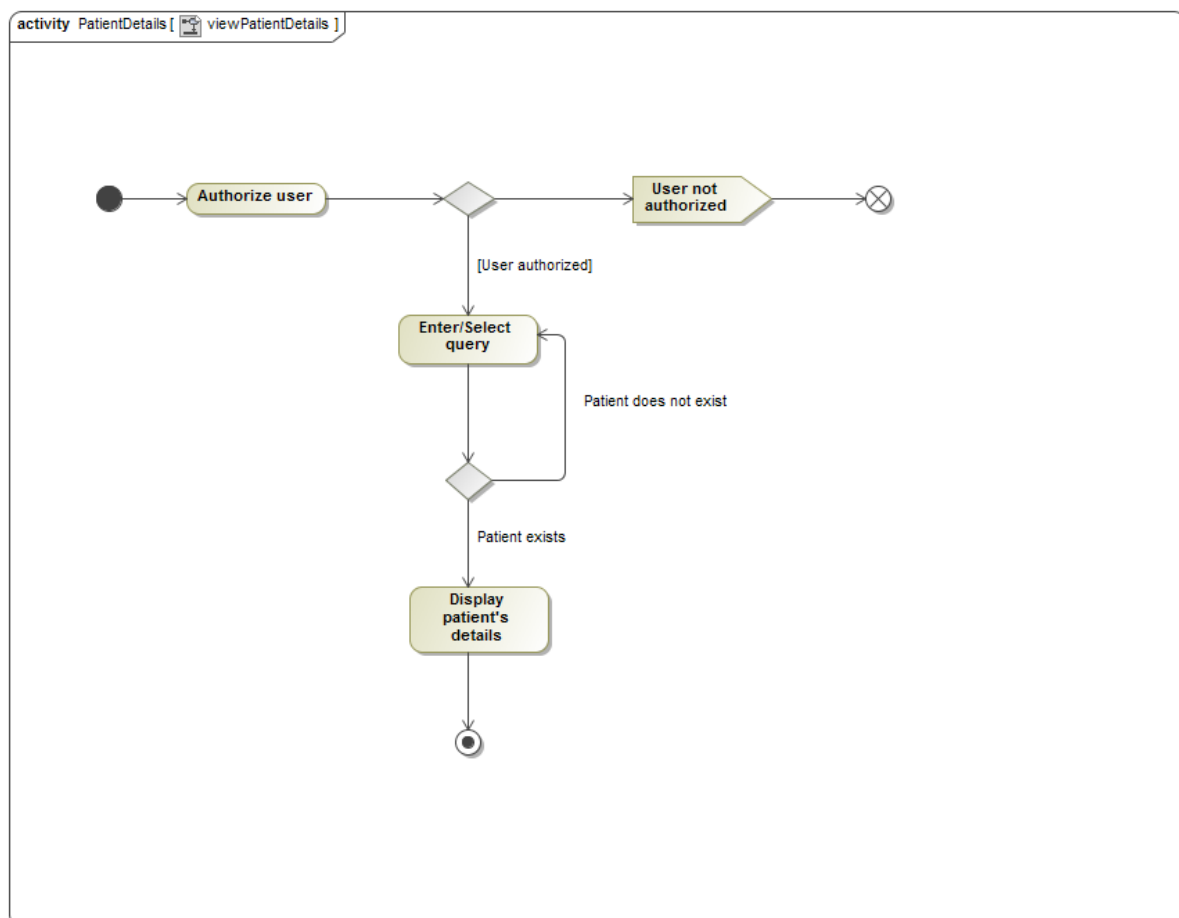 activity PatientDetails [ viewPatientDetails ]
Authorize user
User not
authorized
[User authorized]
Enter/Select
query
Patient does not exist
Patient exists
Display
patient's
details